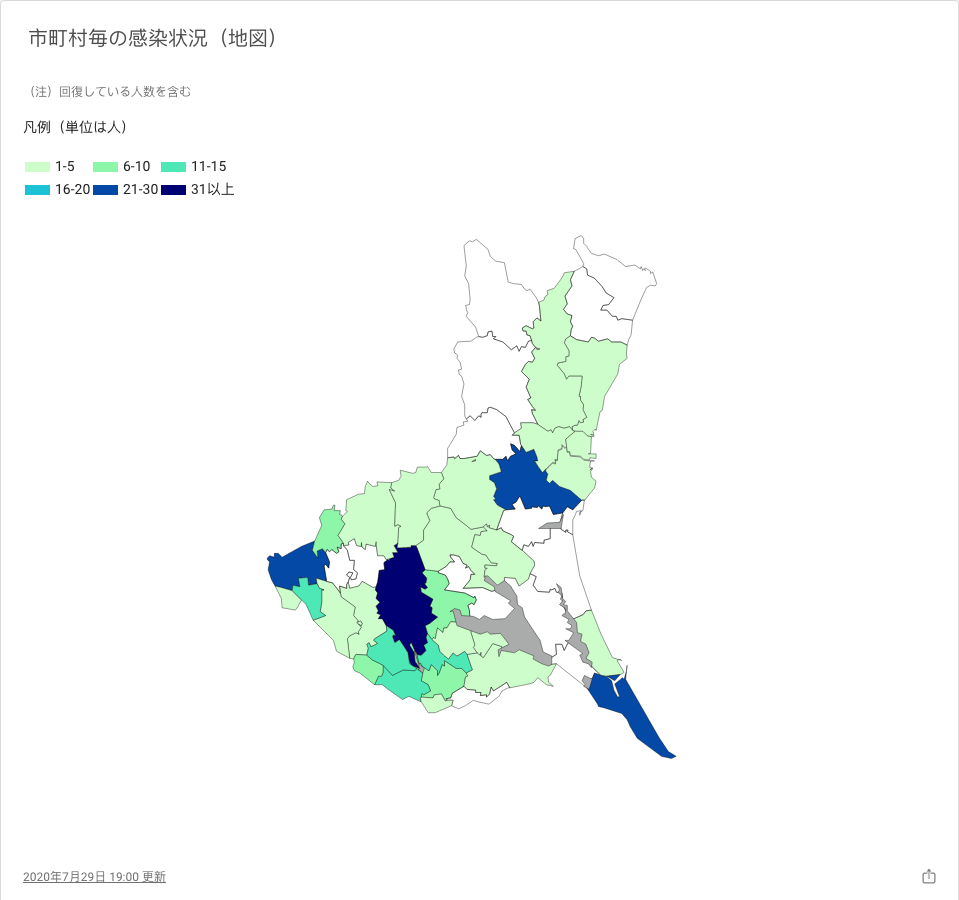 市町村毎の感染状況（地図）
（注）回復している人数を含む
凡例（単位は人）
1-5 6-10 11-15
16-20 21-30 31以上
2020年7月29日 19:00 更新